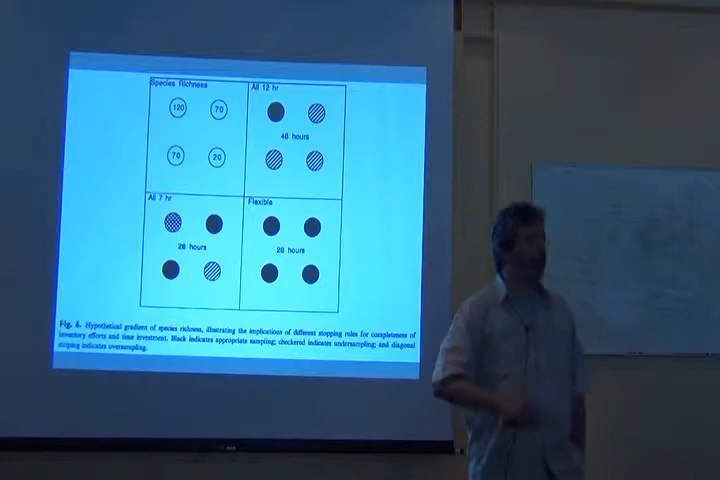 Species Richness
120
70
70
20
All 12 hr
48 hours
All 7 hr
28 hours
Flexible
28 hours
Fig. 6. Hypothetical gradient of species richness, illustrating the implications of different stopping rules for completeness of
inventory efforts and time investment. Black indicates appropriate sampling; checkered indicates undersampling; and diagonal
striping indicates oversampling.